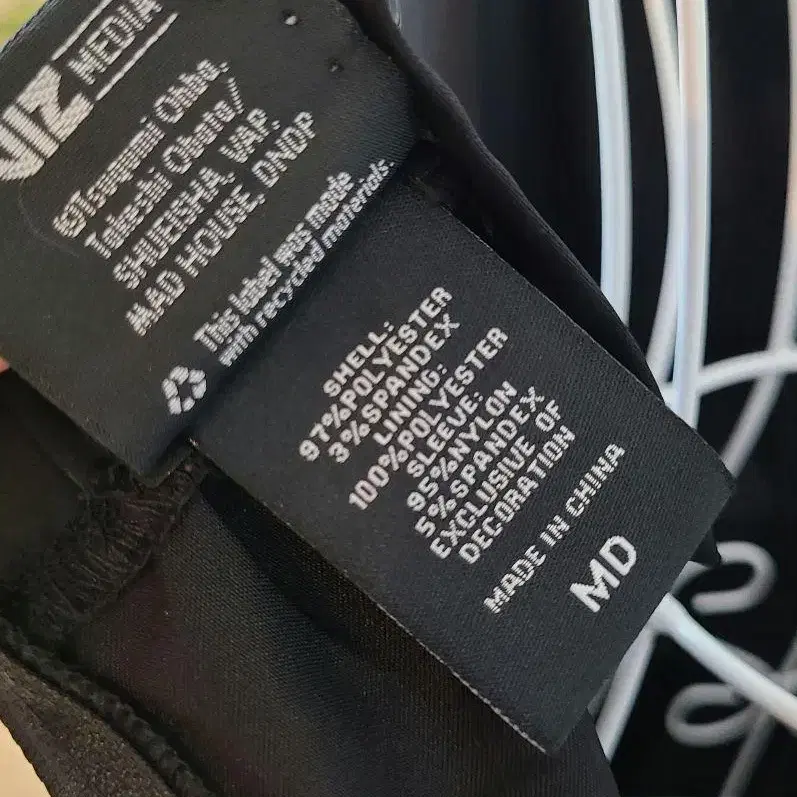 VIZ MEDIA
©Tsugumi Ohba,
Takeshi Obata/
SHUEISHA, VAP,
MAD HOUSE, DNDP
This label was made
with recycled materials.
SHELL:
97%POLYESTER
3%SPANDEX
LINING:
100%POLYESTER
SLEEVE:
95%NYLON
5%SPANDEX
EXCLUSIVE OF
DECORATION
MADE IN CHINA
MD